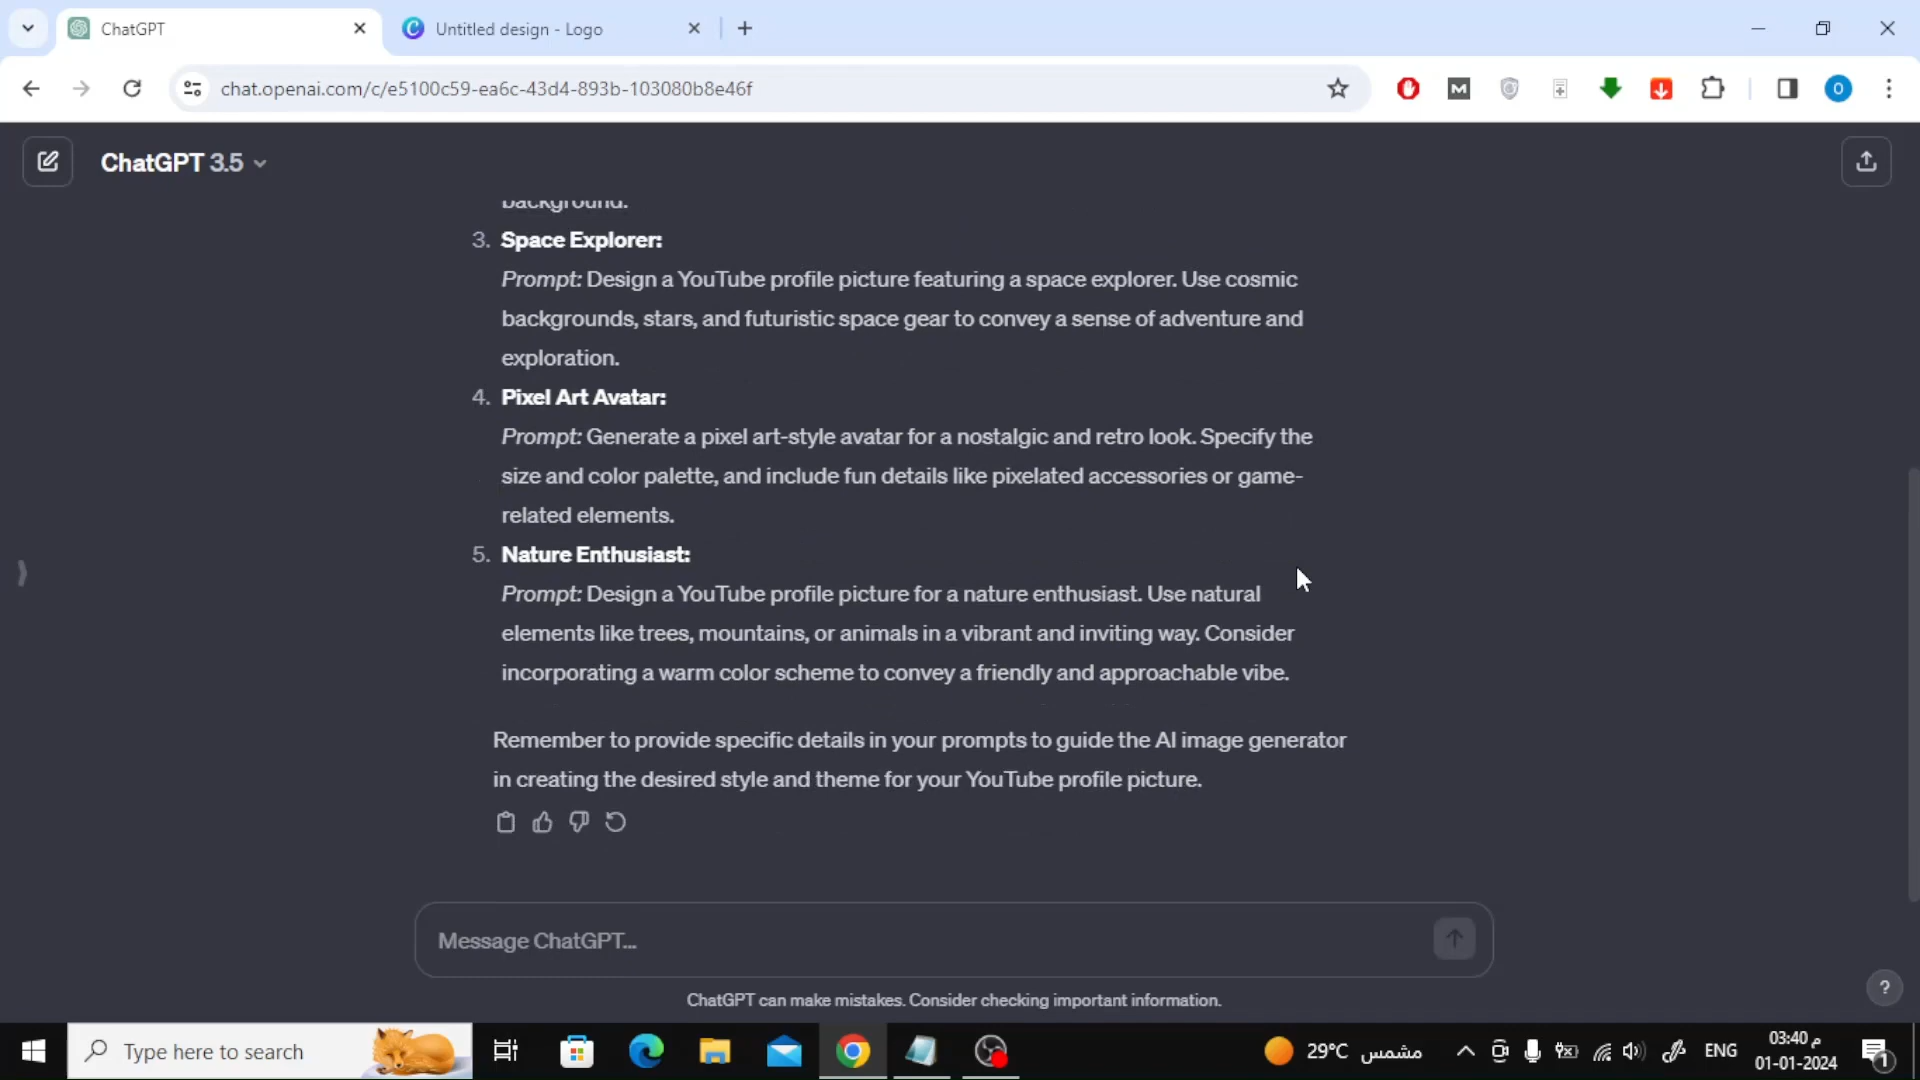 ChatGPT
Untitled design - Logo
chat.openai.com/c/e5100c59-ea6c-43d4-893b-103080b8e46f
ChatGPT 3.5
background.
3. Space Explorer:
Prompt: Design a YouTube profile picture featuring a space explorer. Use cosmic
backgrounds, stars, and futuristic space gear to convey a sense of adventure and
exploration.
4. Pixel Art Avatar:
Prompt: Generate a pixel art-style avatar for a nostalgic and retro look. Specify the
size and color palette, and include fun details like pixelated accessories or game-
related elements.
5. Nature Enthusiast:
Prompt: Design a YouTube profile picture for a nature enthusiast. Use natural
elements like trees, mountains, or animals in a vibrant and inviting way. Consider
incorporating a warm color scheme to convey a friendly and approachable vibe.
Remember to provide specific details in your prompts to guide the AI image generator
in creating the desired style and theme for your YouTube profile picture.
Message ChatGPT...
ChatGPT can make mistakes. Consider checking important information.
?
Type here to search
29°C مشمس
ENG
03:40 م
01-01-2024
1